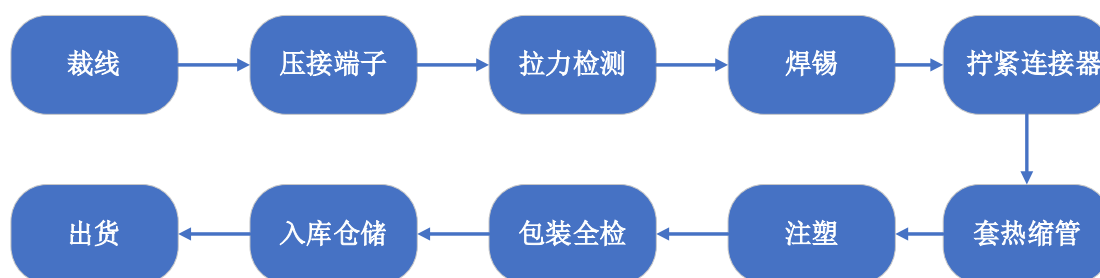 裁线
压接端子
拉力检测
焊锡
拧紧连接器
套热缩管
注塑
包装全检
入库仓储
出货